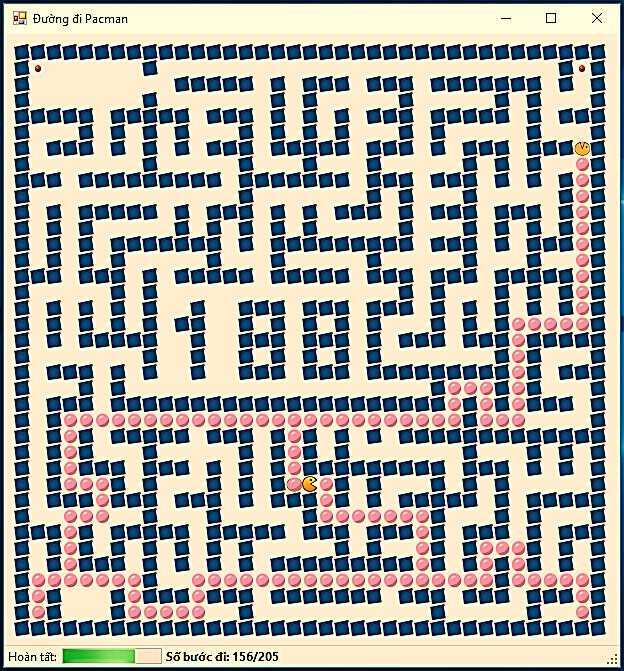 Đường đi Pacman
Hoàn tất: Số bước đi: 156/205